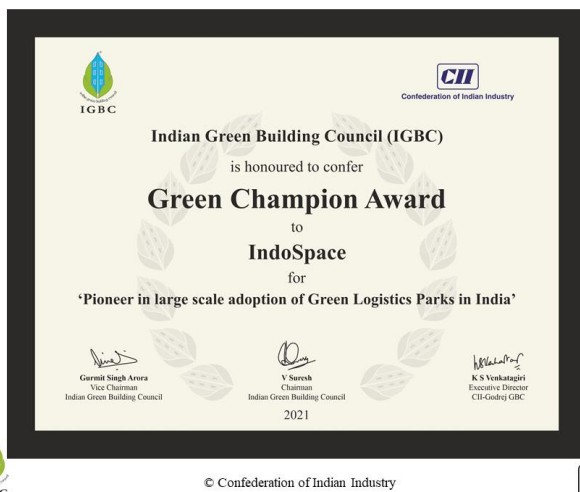 IGBC
CII
Confederation of Indian Industry
Indian Green Building Council (IGBC)
is honoured to confer
Green Champion Award
to
IndoSpace
for
‘Pioneer in large scale adoption of Green Logistics Parks in India’
Gurmit Singh Arora
Vice Chairman
Indian Green Building Council
V Suresh
Chairman
Indian Green Building Council
K S Venkatagiri
Executive Director
CII-Godrej GBC
2021
© Confederation of Indian Industry